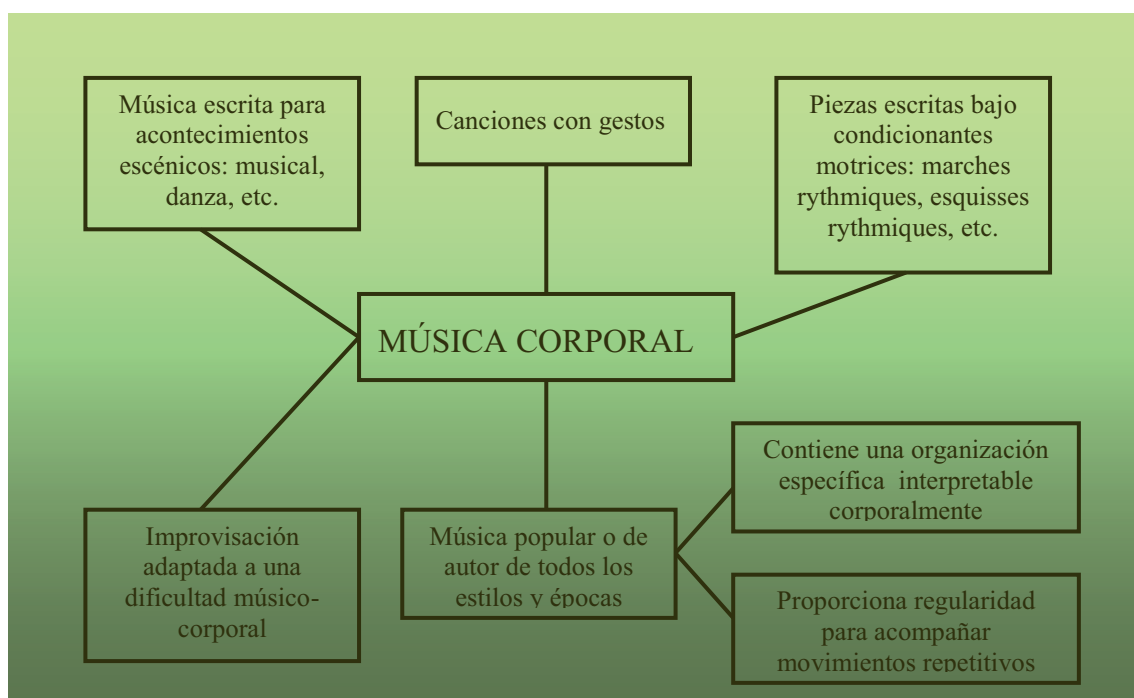 Música escrita para
acontecimientos
escénicos: musical,
danza, etc.
Canciones con gestos
Piezas escritas bajo
condicionantes
motrices: marches
rythmiques, esquisses
rythmiques, etc.
MÚSICA CORPORAL
Improvisación
adaptada a una
dificultad músico-
corporal
Música popular o de
autor de todos los
estilos y épocas
Contiene una organización
específica interpretable
corporalmente
Proporciona regularidad
para acompañar
movimientos repetitivos